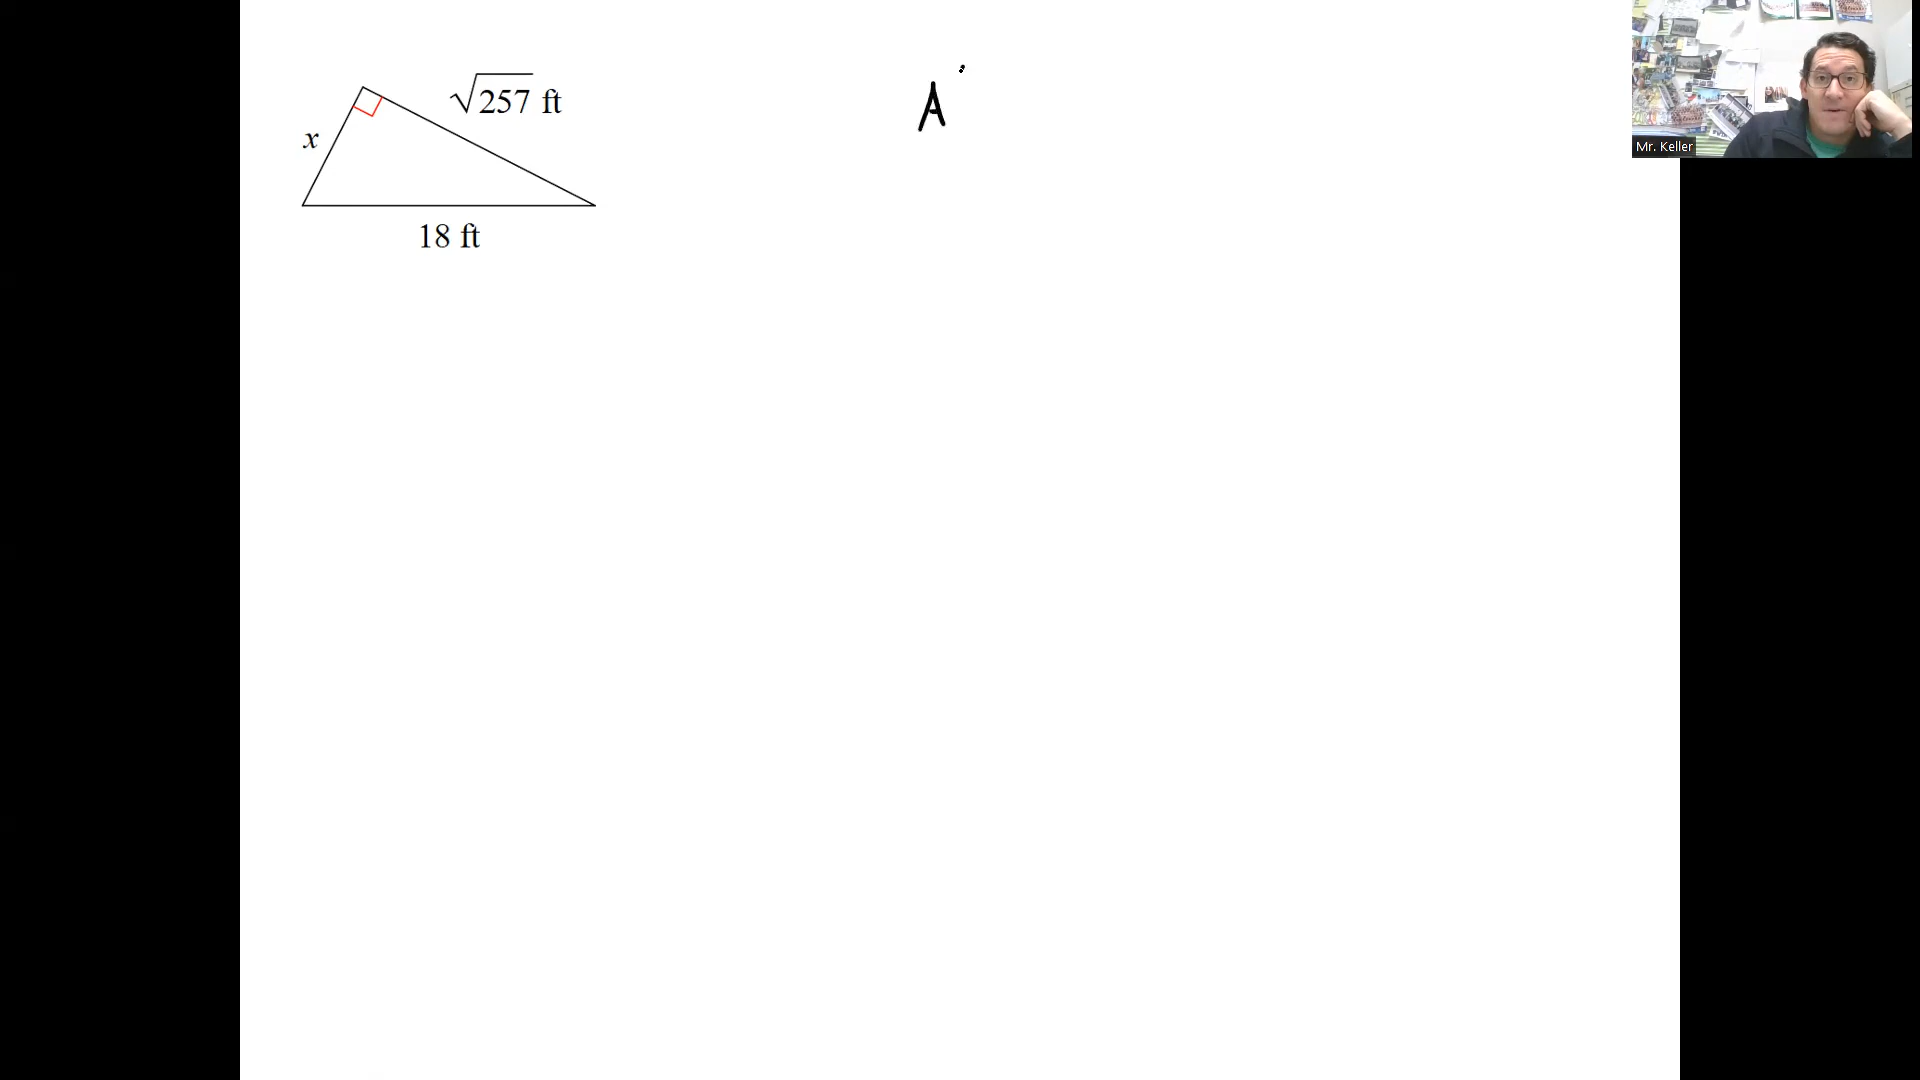 √257 ft
x
18 ft
A
Mr. Keller